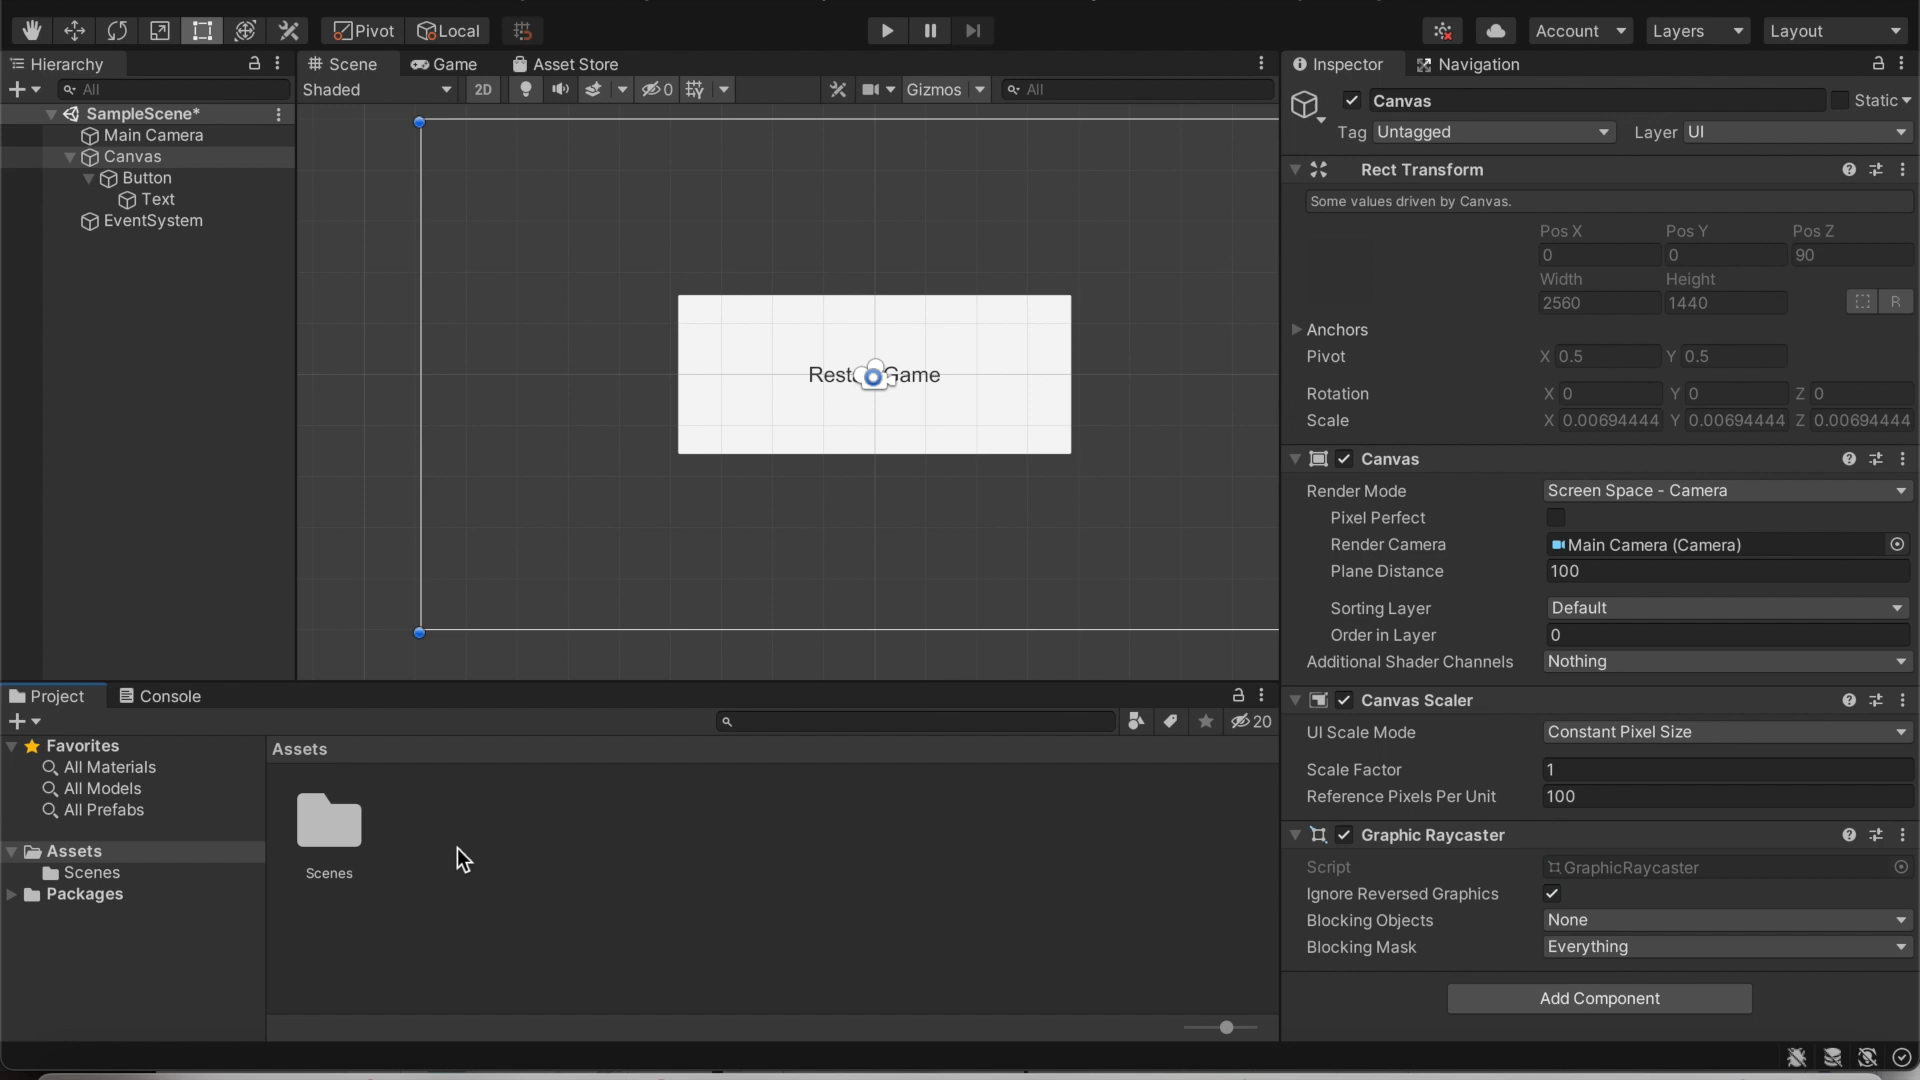 Pivot
Local
Account
Layers
Layout
Hierarchy
All
SampleScene*
Main Camera
Canvas
Button
Text
EventSystem
Scene
Game
Asset Store
Shaded
2D
0
Gizmos
All
Game
Inspector
Navigation
Canvas
Static
Tag
Untagged
Layer
UI
Rect Transform
Some values driven by Canvas.
Pos X
Pos Y
Pos Z
0
0
90
Width
Height
2560
1440
R
Anchors
Pivot
X 0.5
Y 0.5
Rotation
X 0
Y 0
Z 0
Scale
X 0.00694444
Y 0.00694444
Z 0.00694444
Canvas
Render Mode
Screen Space - Camera
Pixel Perfect
Render Camera
Main Camera (Camera)
Plane Distance
100
Sorting Layer
Default
Order in Layer
0
Additional Shader Channels
Nothing
Canvas Scaler
UI Scale Mode
Constant Pixel Size
Scale Factor
1
Reference Pixels Per Unit
100
Graphic Raycaster
Script
GraphicRaycaster
Ignore Reversed Graphics
Blocking Objects
None
Blocking Mask
Everything
Add Component
Project
Console
20
Favorites
All Materials
All Models
All Prefabs
Assets
Scenes
Packages
Assets
Scenes